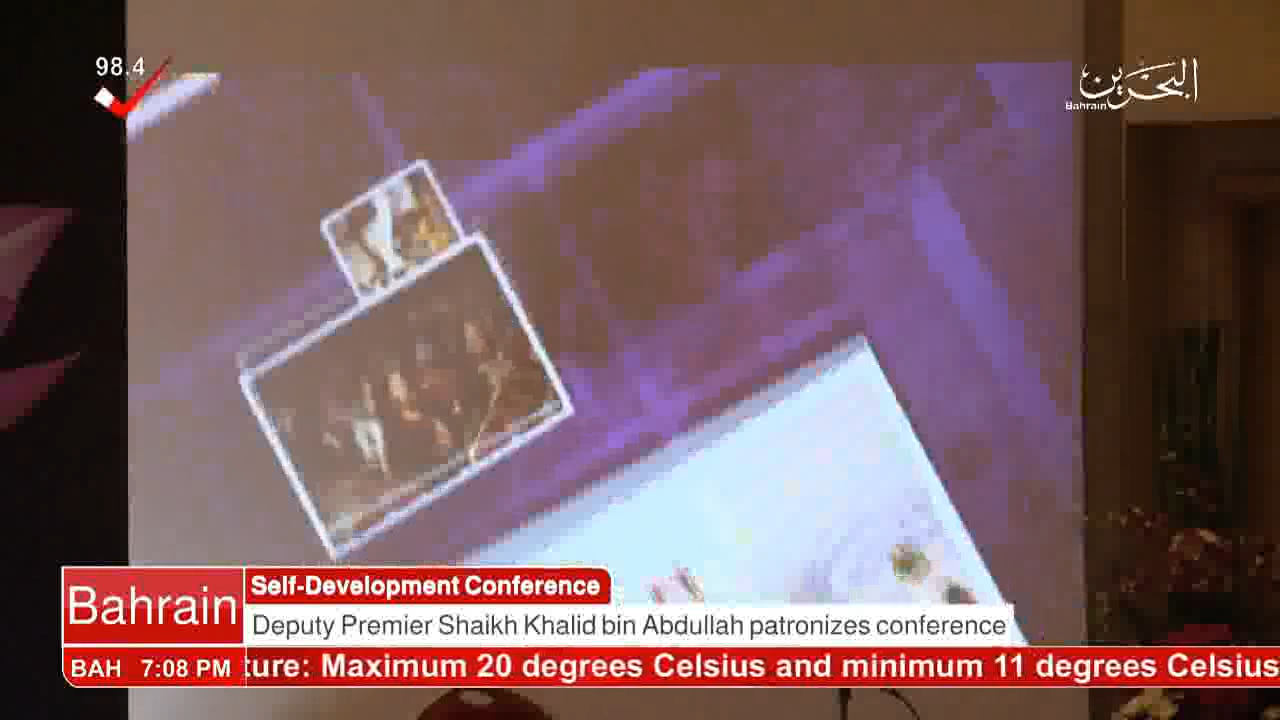 98.4
البحرين
Bahrain
Bahrain
Self-Development Conference
Deputy Premier Shaikh Khalid bin Abdullah patronizes conference
BAH 7:08 PM
ture: Maximum 20 degrees Celsius and minimum 11 degrees Celsius